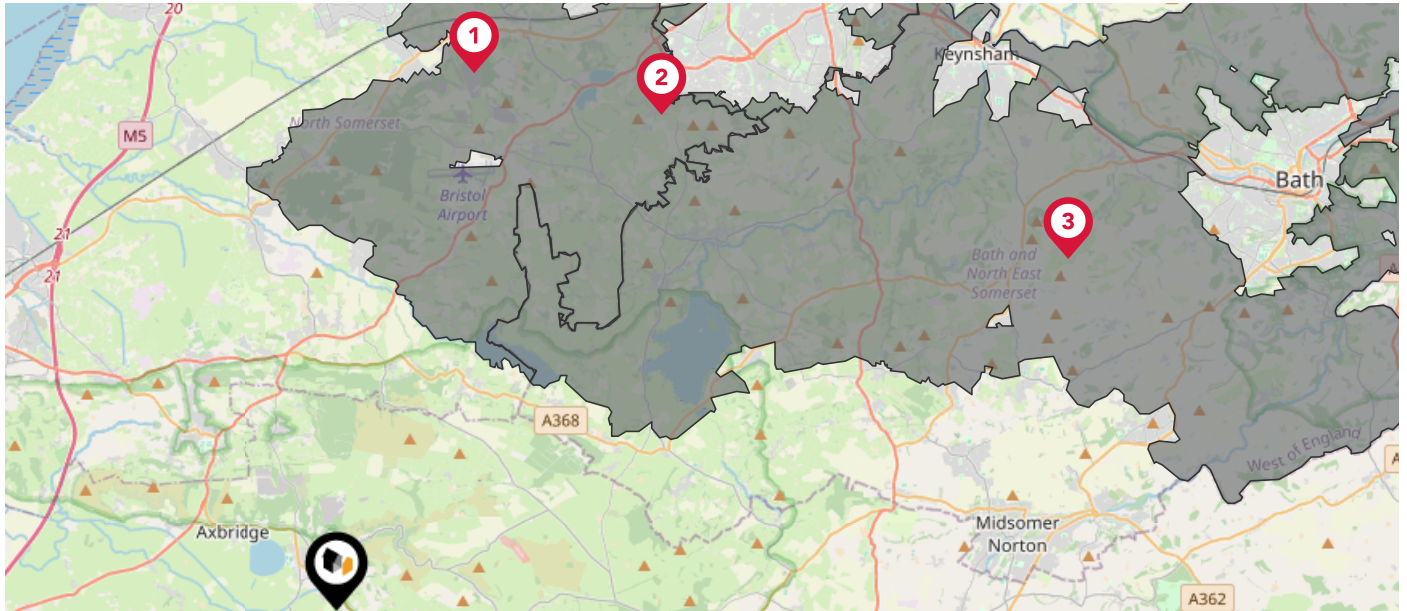 20
1
2
Keynsham
North Somerset
M5
Bath
Bristol
Airport
3
21
Bath and
North East
Somerset
21
A368
West of England
A
Axbridge
Midsomer
Norton
A362